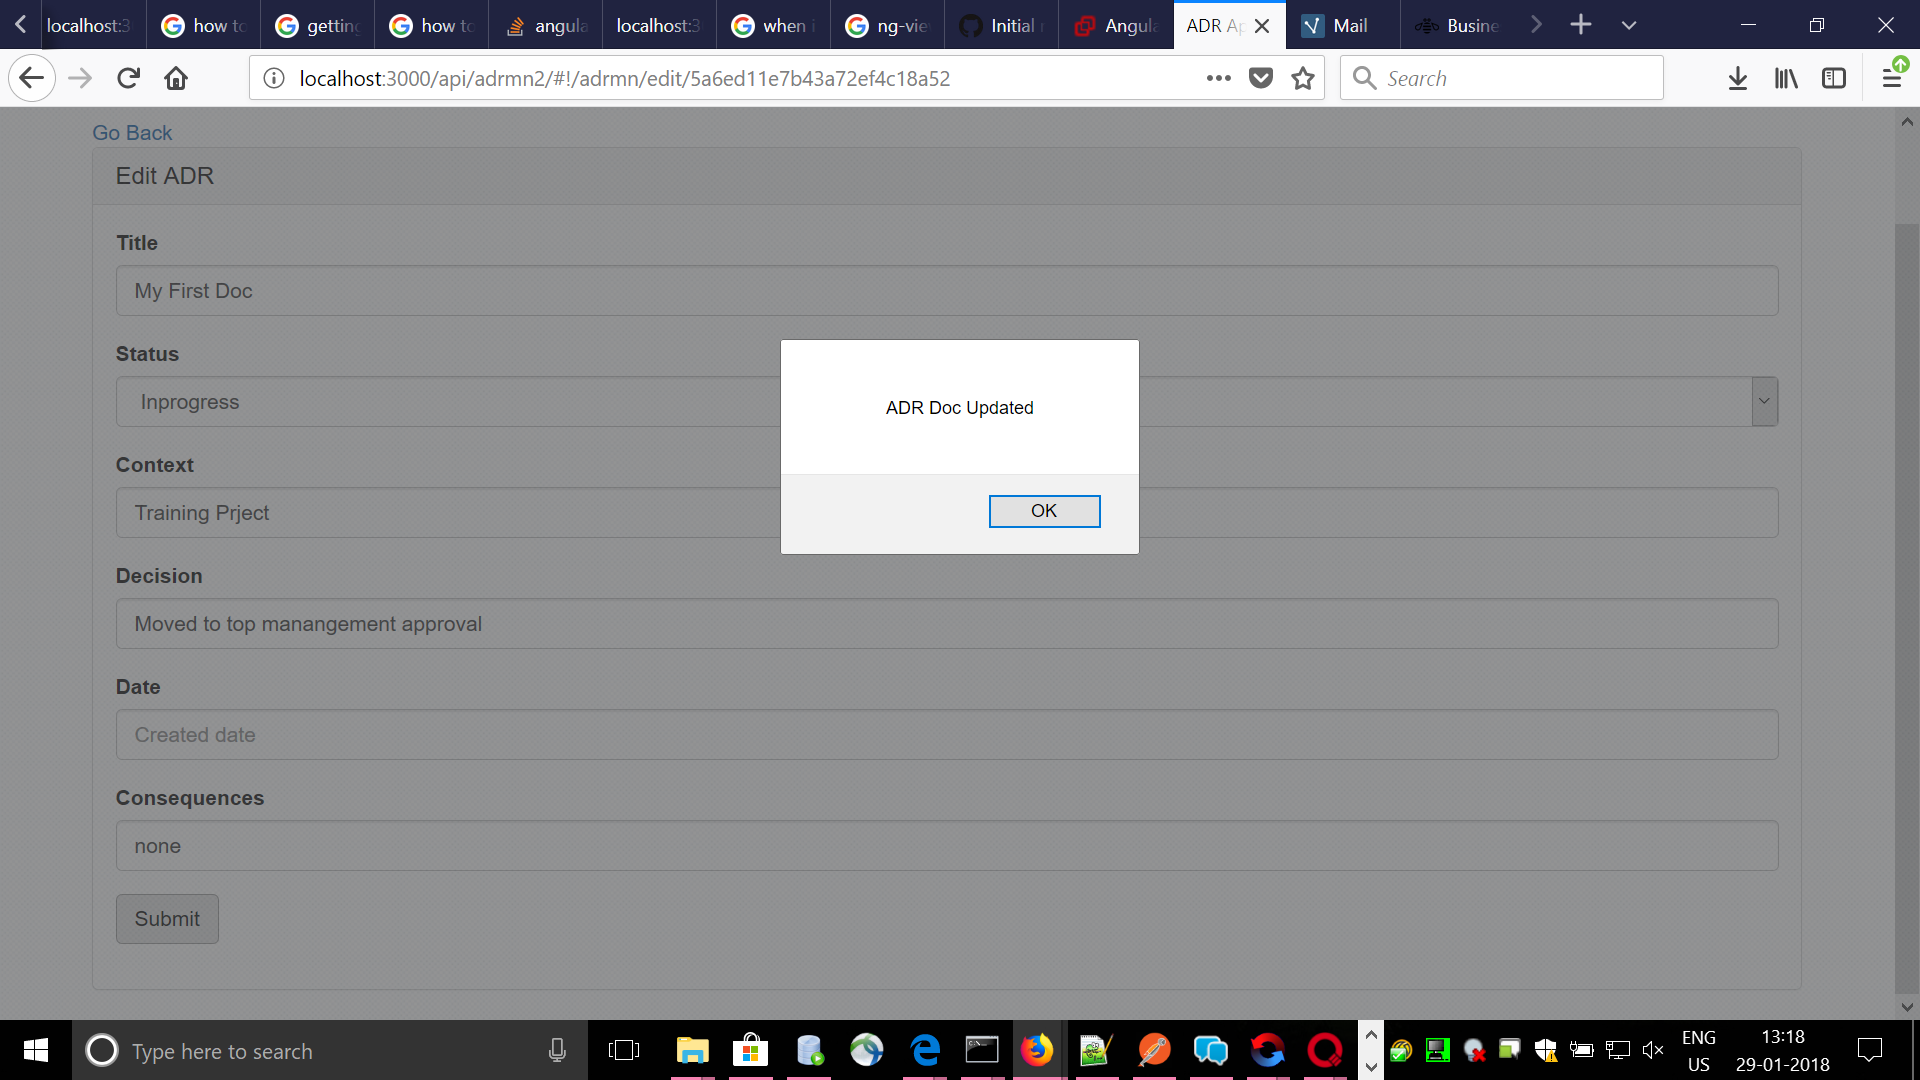 localhost:3
how to
getting
how to
angula
localhost:3
when i
ng-vie
Initial r
Angula
ADR Ap
Mail
Busine
localhost:3000/api/adrmn2/#!/adrmn/edit/5a6ed11e7b43a72ef4c18a52
Search
Go Back
Edit ADR
Title
My First Doc
Status
Inprogress
Context
Training Prject
Decision
Moved to top manangement approval
Date
Created date
Consequences
none
Submit
ADR Doc Updated
OK
Type here to search
ENG
US
13:18
29-01-2018